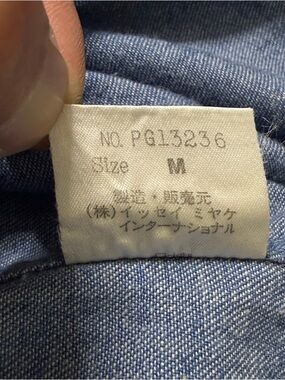 NO. PG13236
Size M
製造・販売元
(株)イッセイ ミヤケ
インターナショナル